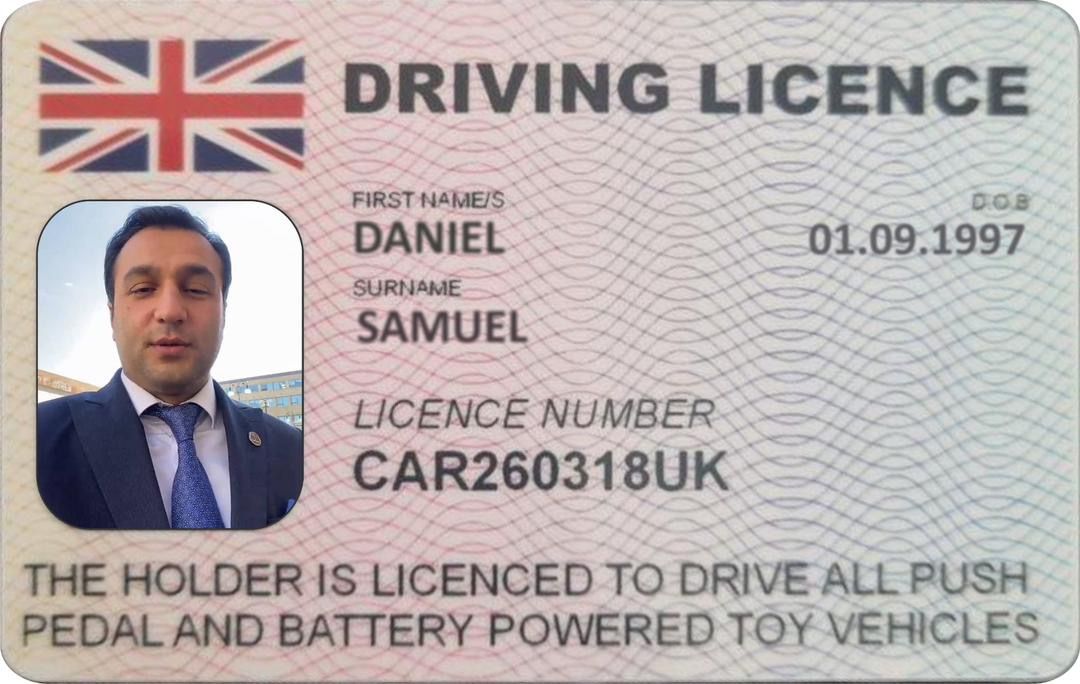 DRIVING LICENCE
FIRST NAME/S
D.O.B
DANIEL
01.09.1997
SURNAME
SAMUEL
LICENCE NUMBER
CAR260318UK
THE HOLDER IS LICENCED TO DRIVE ALL PUSH
PEDAL AND BATTERY POWERED TOY VEHICLES